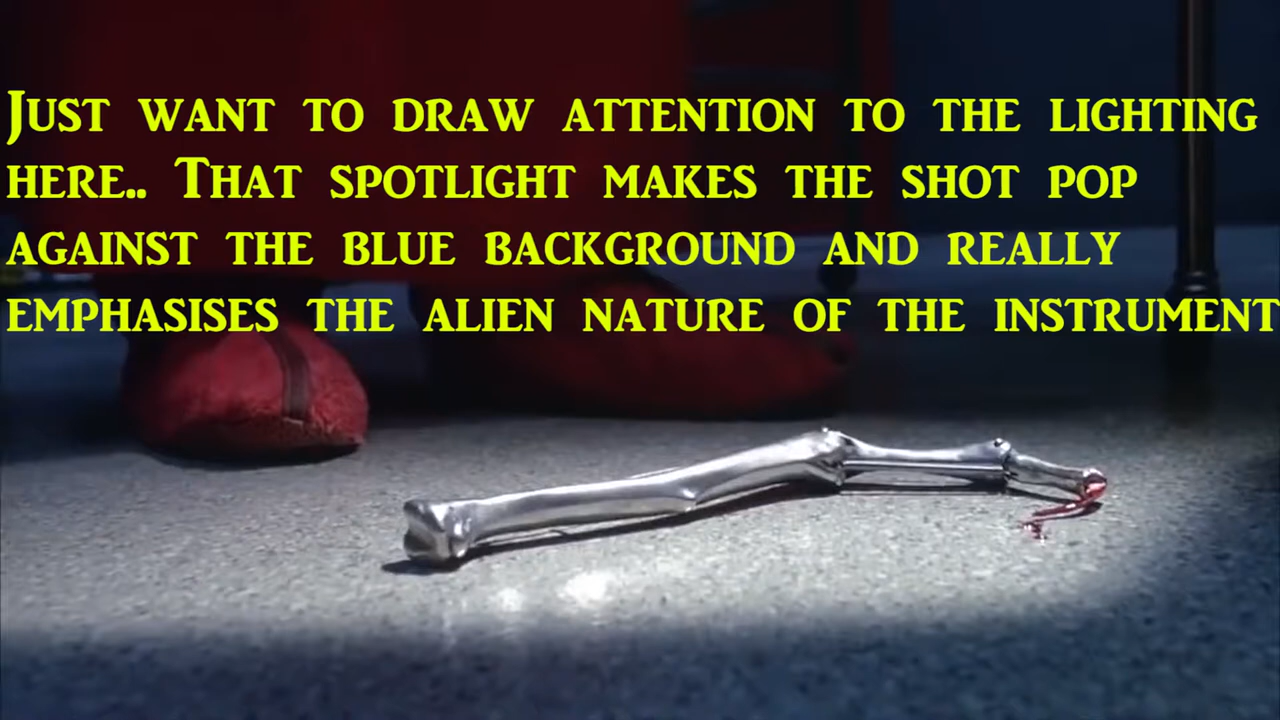 Just want to draw attention to the lighting
here.. That spotlight makes the shot pop
against the blue background and really
emphasises the alien nature of the instrument